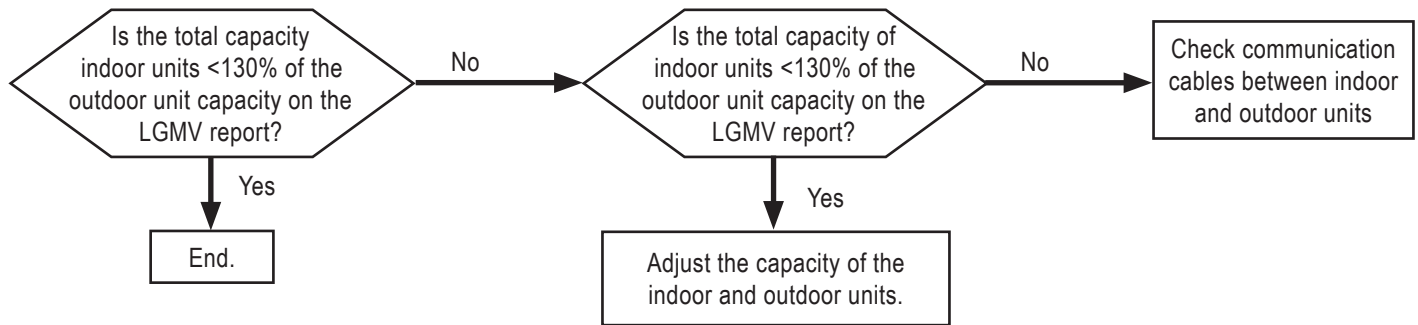 Is the total capacity
indoor units <130% of the
outdoor unit capacity on the
LGMV report?
No
Is the total capacity of
indoor units <130% of the
outdoor unit capacity on the
LGMV report?
No
Check communication
cables between indoor
and outdoor units
Yes
End.
Yes
Adjust the capacity of the
indoor and outdoor units.